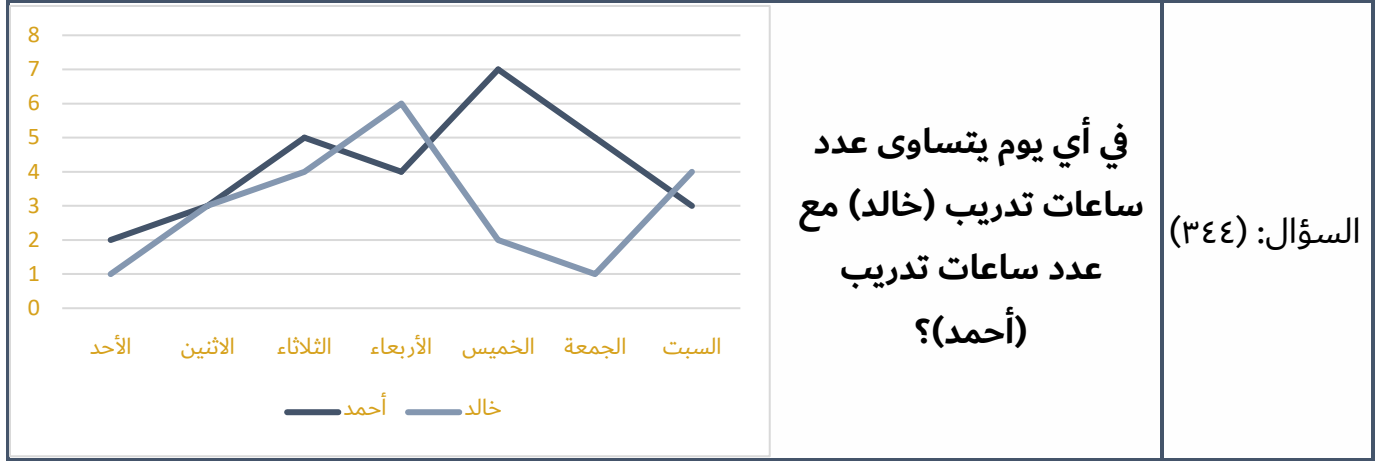 السؤال: (٣٤٤)
في أي يوم يتساوى عدد
ساعات تدريب (خالد) مع
عدد ساعات تدريب
(أحمد)؟
8
7
6
5
4
3
2
1
0
الأحد الاثنين الثلاثاء الأربعاء الخميس الجمعة السبت
أحمد خالد